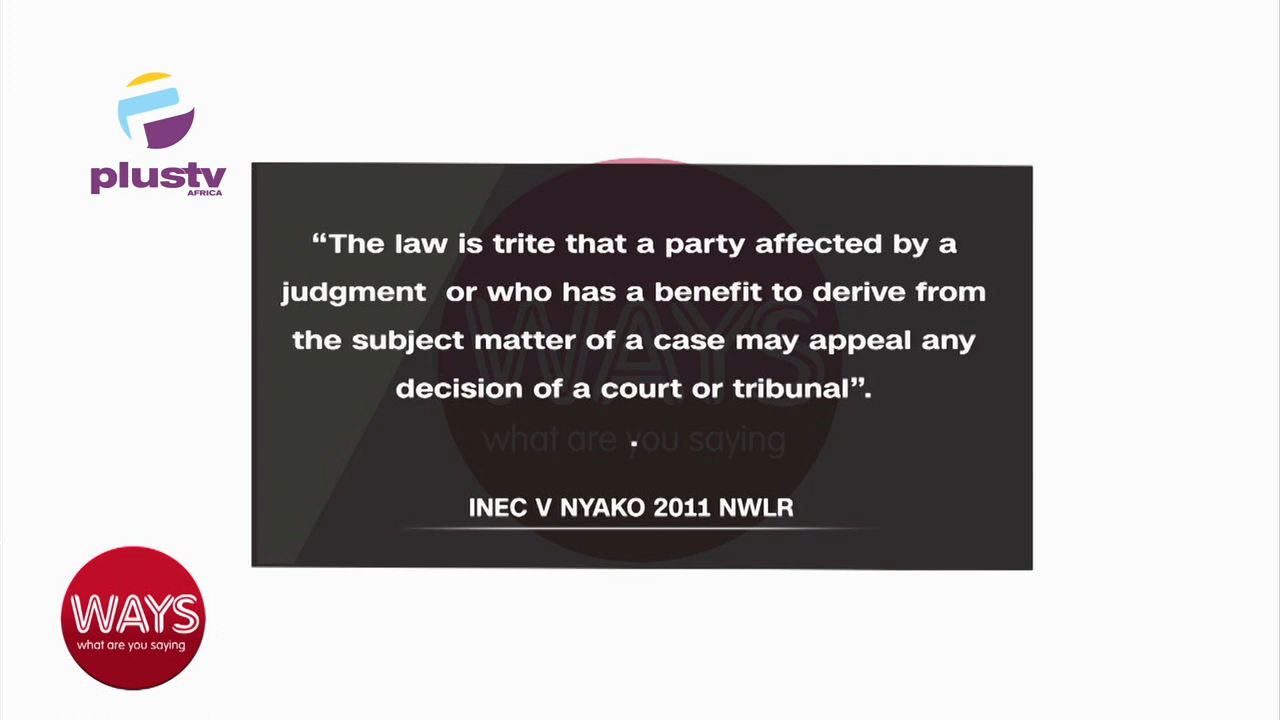 plustv
AFRICA
“The law is trite that a party affected by a
judgment  or who has a benefit to derive from
the subject matter of a case may appeal any
decision of a court or tribunal”.
.
WAYS
what are you saying
INEC V NYAKO 2011 NWLR
WAYS
what are you saying